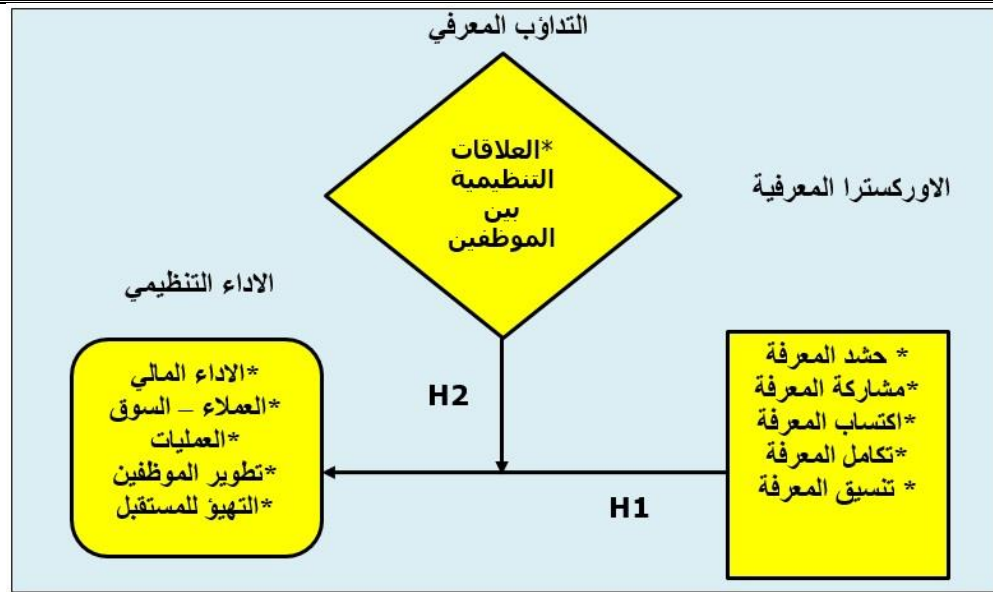 التداؤب المعرفي
*العلاقات
التنظيمية
بين
الموظفين
الاوركسترا المعرفية
* حشد المعرفة
*مشاركة المعرفة
*اكتساب المعرفة
*تكامل المعرفة
* تنسيق المعرفة
H2
H1
الاداء التنظيمي
*الاداء المالي
*العملاء – السوق
*العمليات
*تطوير الموظفين
*التهيؤ للمستقبل